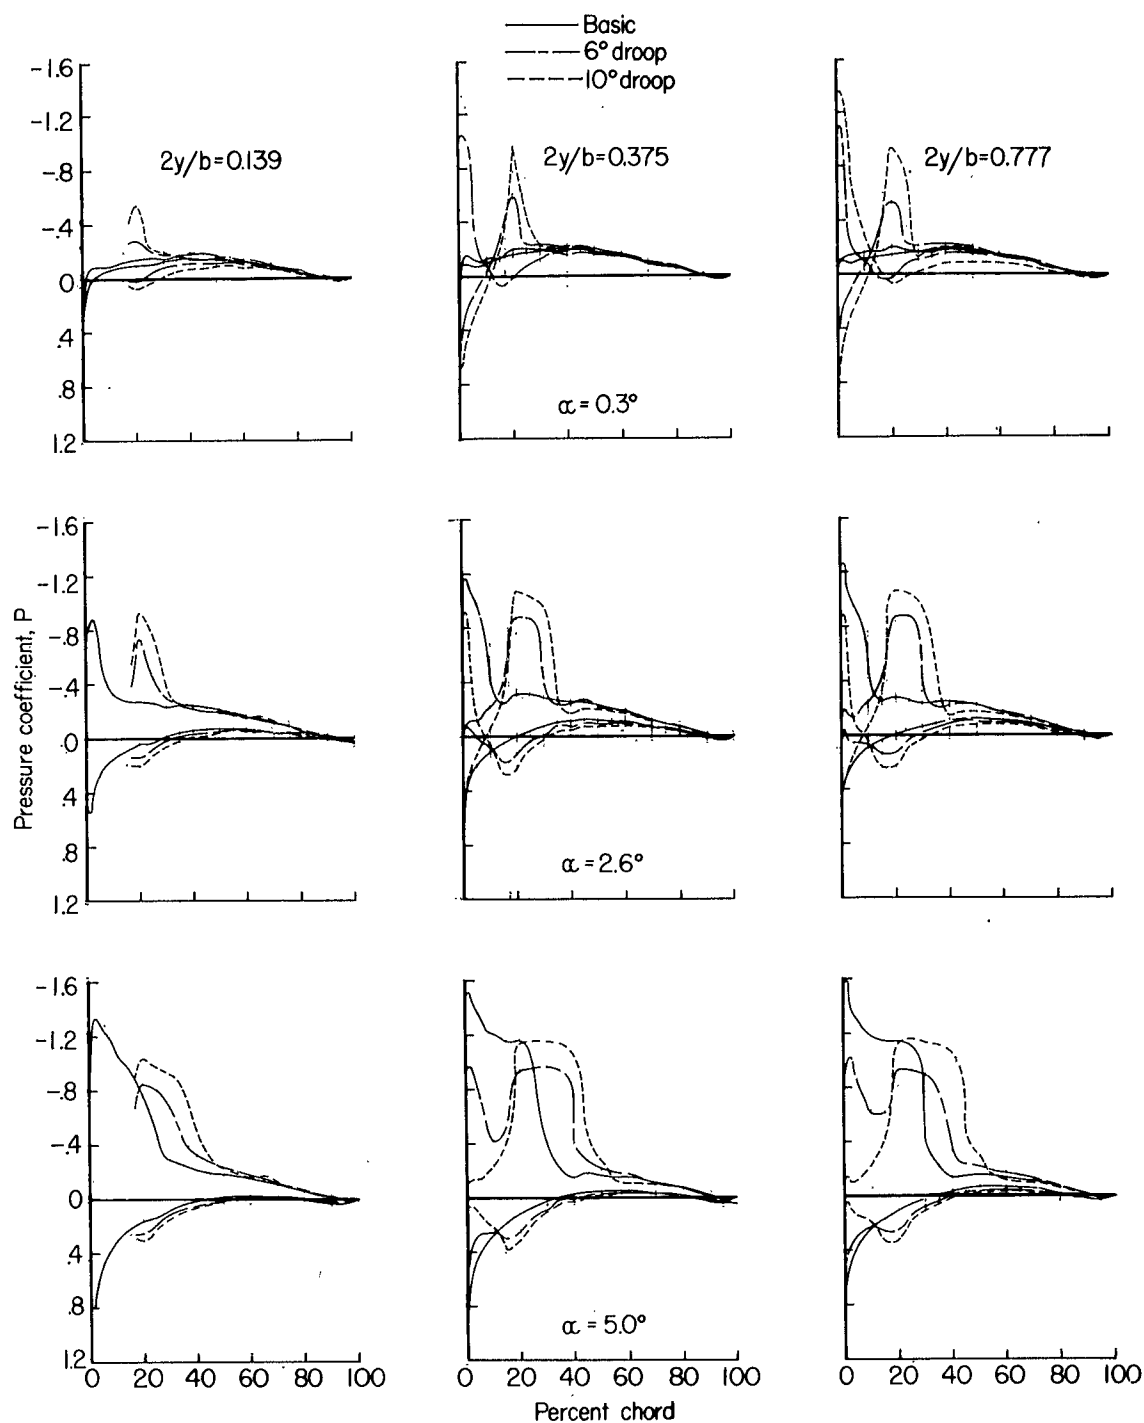 Basic
6° droop
10° droop
-1.6
-1.2
-.8
-.4
0
.4
.8
1.2
2y/b=0.139
2y/b=0.375
2y/b=0.777
α = 0.3°
Pressure coefficient, P
-1.6
-1.2
-.8
-.4
.0
.4
.8
1.2
α = 2.6°
-1.6
-1.2
-.8
-.4
0
.4
.8
1.2
α = 5.0°
0 20 40 60 80 100
0 20 40 60 80 100
0 20 40 60 80 100
Percent chord